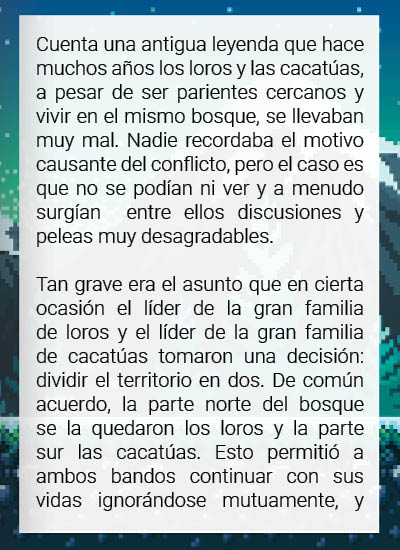 Cuenta una antigua leyenda que hace
muchos años los loros y las cacatúas,
a pesar de ser parientes cercanos y
vivir en el mismo bosque, se llevaban
muy mal. Nadie recordaba el motivo
causante del conflicto, pero el caso es
que no se podían ni ver y a menudo
surgían  entre ellos discusiones y
peleas muy desagradables.

Tan grave era el asunto que en cierta
ocasión el líder de la gran familia
de loros y el líder de la gran familia
de cacatúas tomaron una decisión:
dividir el territorio en dos. De común
acuerdo, la parte norte del bosque
se la quedaron los loros y la parte
sur las cacatúas. Esto permitió a
ambos bandos continuar con sus
vidas ignorándose mutuamente, y